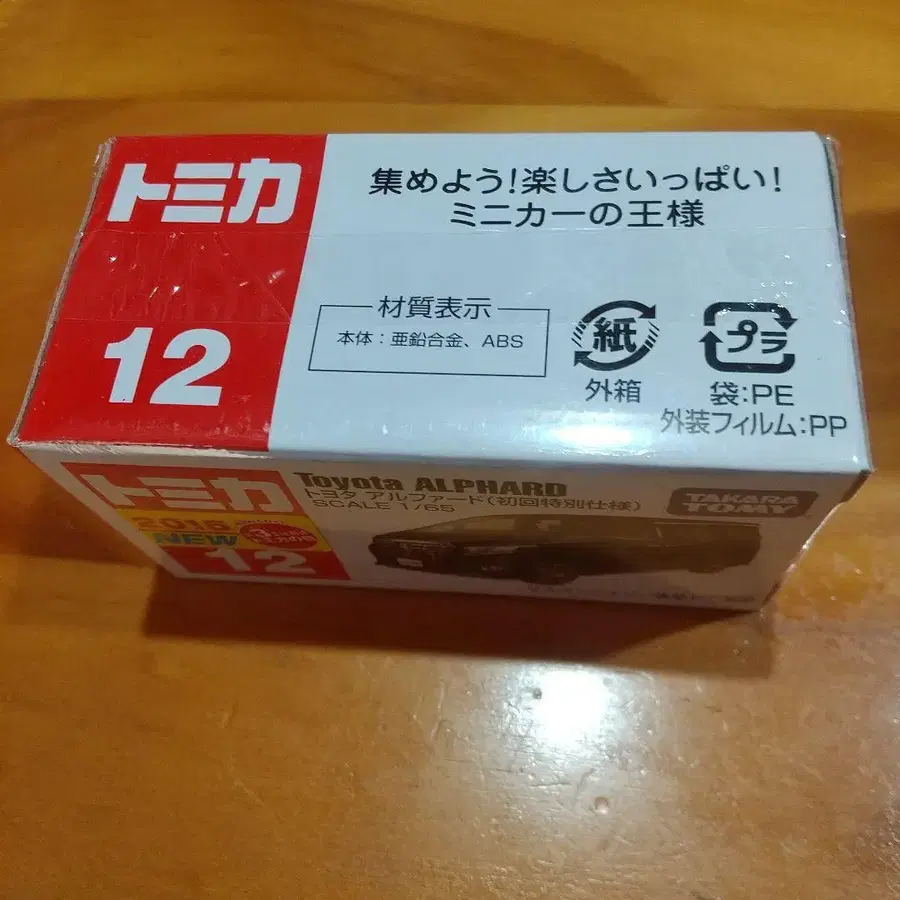 トミカ
12
集めよう!楽しさいっぱい!
ミニカーの王様
材質表示
本体:亜鉛合金、ABS
紙
外箱
プラ
袋:PE
外装フィルム:PP
トミカ
NEW
12
Toyota ALPHARD
トヨタ アルファード(初回特別仕様)
SCALE 1/65
TAKARA
TOMY